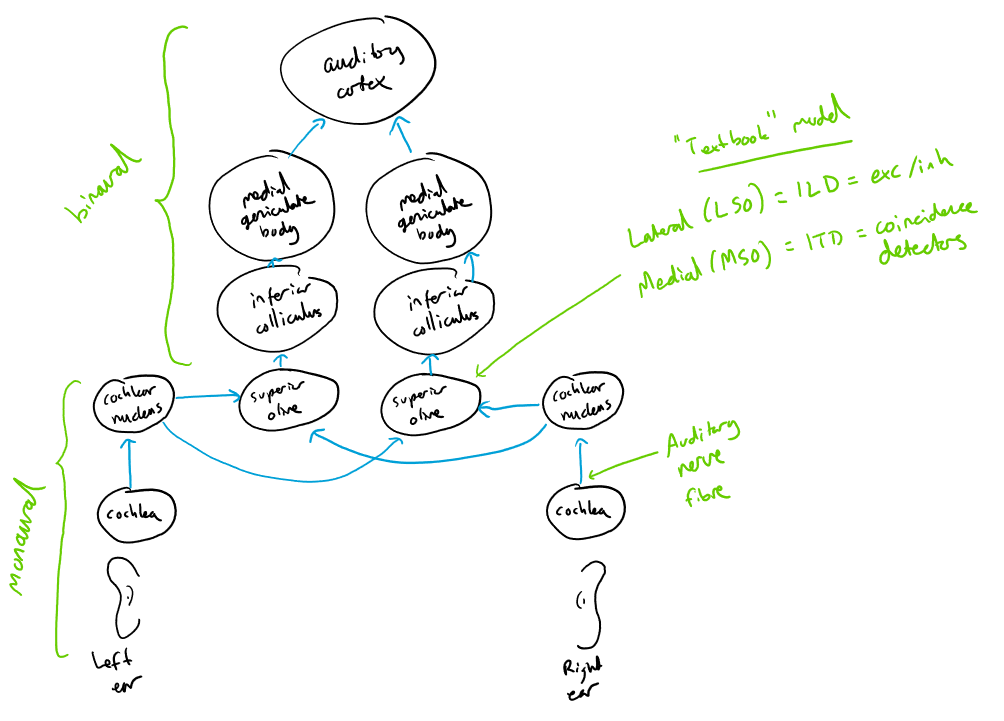 auditory
cortex
binaural
"Textbook" model
Lateral (LSO) = ILD = exc/inh
Medial (MSO) = ITD = coincidence
detectors
medial
geniculate
body
medial
geniculate
body
inferior
colliculus
inferior
colliculus
cochlear
nucleus
superior
olive
superior
olive
cochlear
nucleus
Auditory
nerve
fibre
monaural
cochlea
cochlea
Left
ear
Right
ear